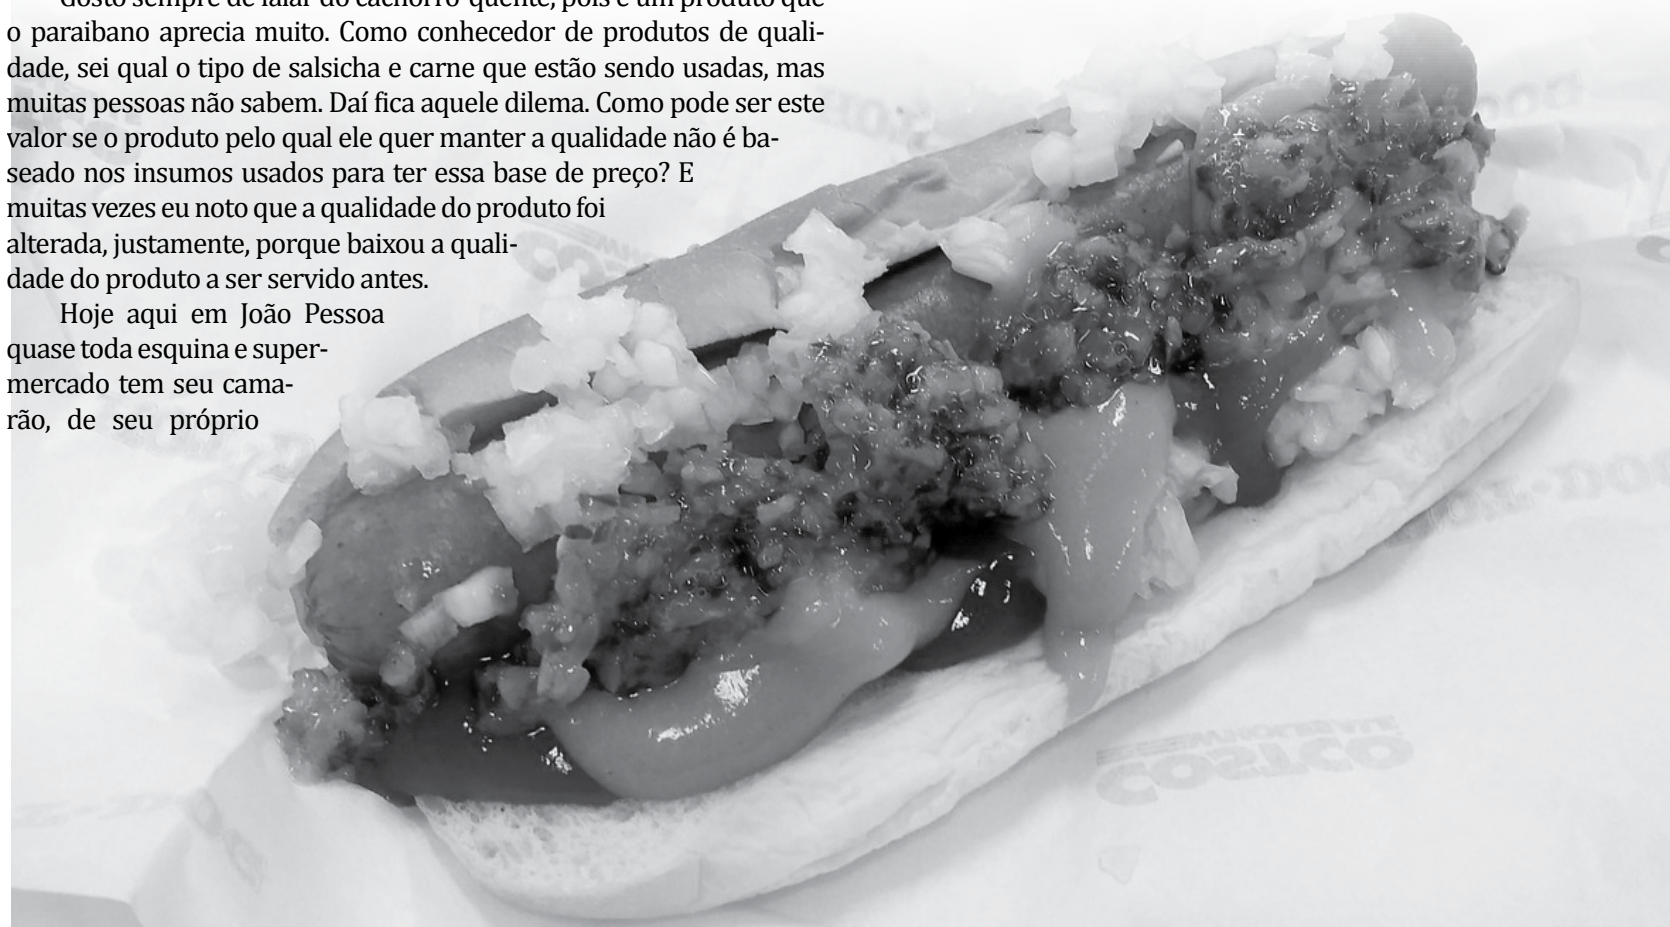 Gosto sempre de falar do cachorro-quente, pois é um produto que
o paraibano aprecia muito. Como conhecedor de produtos de quali-
dade, sei qual o tipo de salsicha e carne que estão sendo usadas, mas
muitas pessoas não sabem. Daí fica aquele dilema. Como pode ser este
valor se o produto pelo qual ele quer manter a qualidade não é ba-
seado nos insumos usados para ter essa base de preço? E
muitas vezes eu noto que a qualidade do produto foi
alterada, justamente, porque baixou a quali-
dade do produto a ser servido antes.
Hoje aqui em João Pessoa
quase toda esquina e super-
mercado tem seu cama-
rão, de seu próprio
COSTCO
WHOLESALE